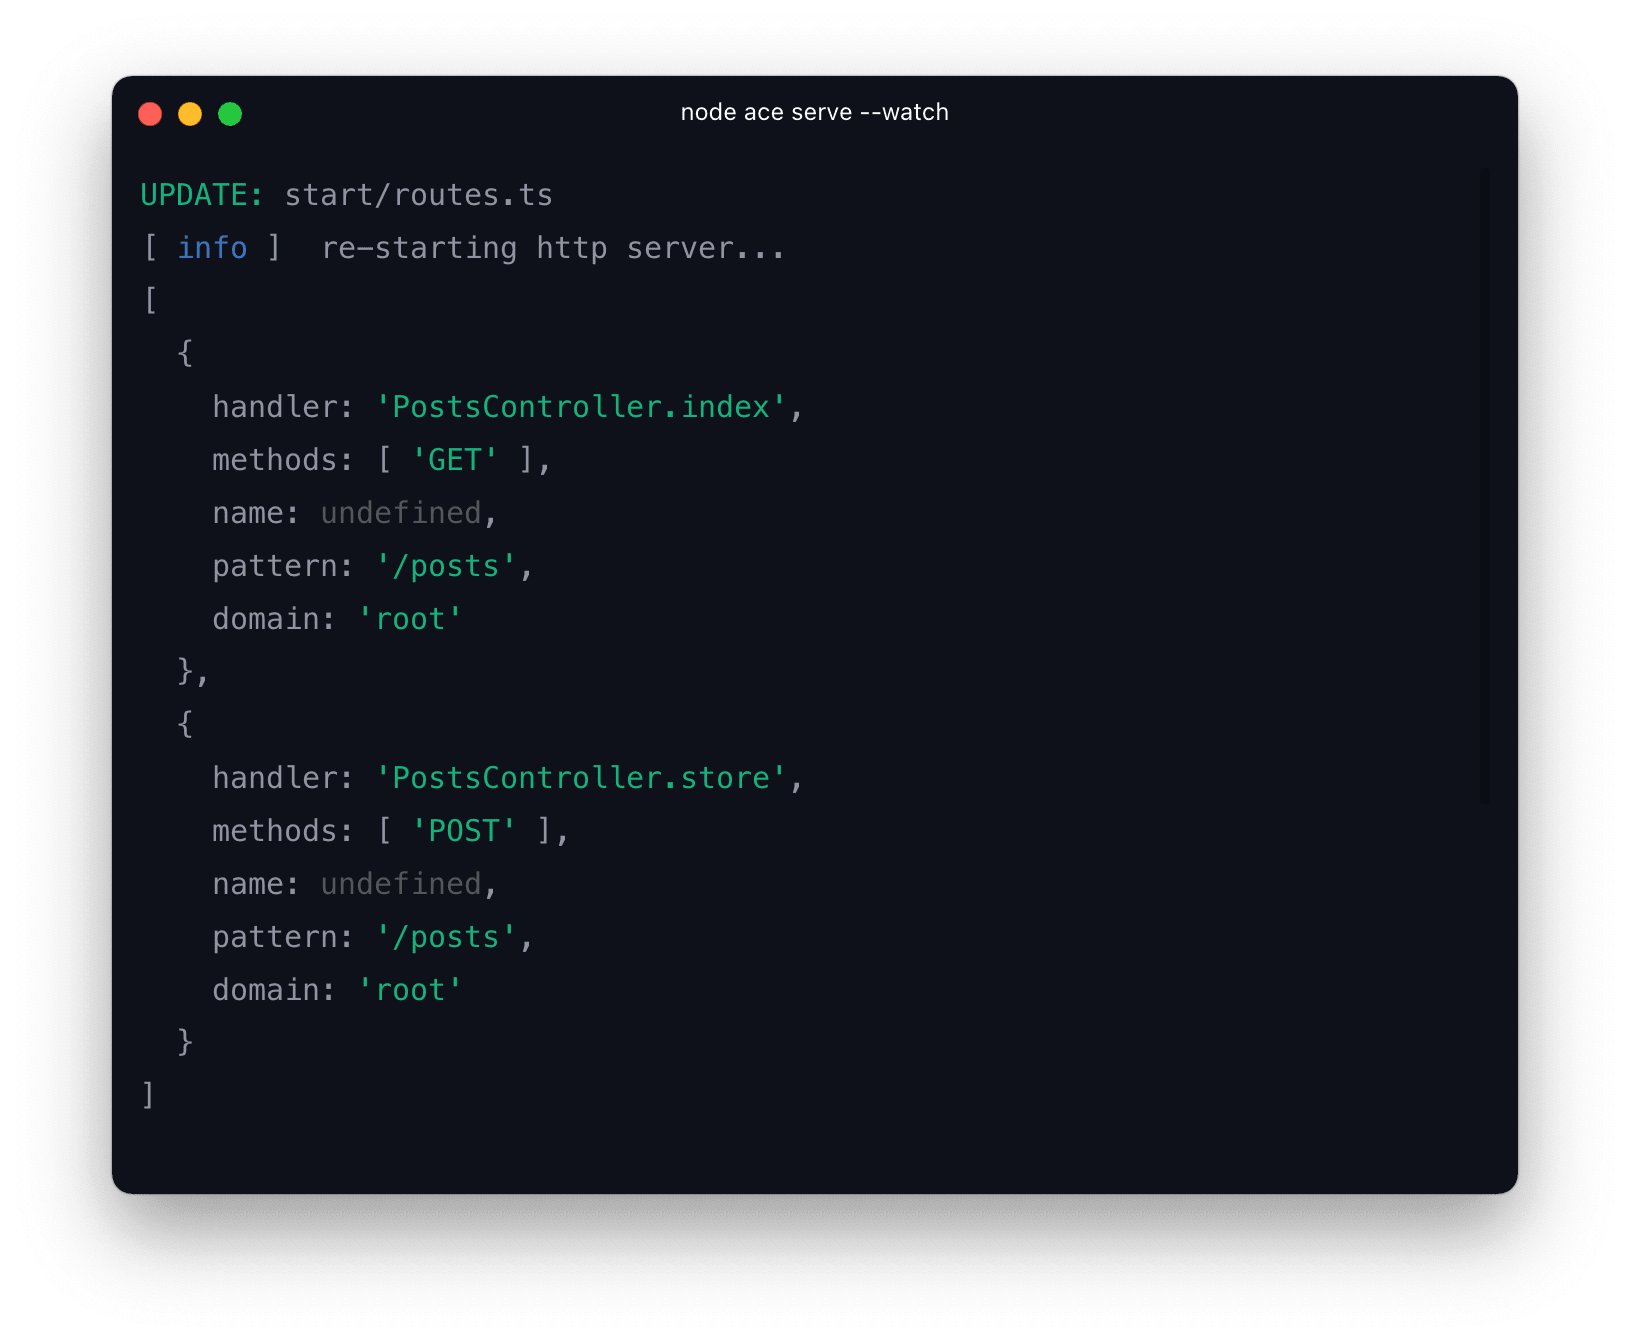 node ace serve --watch
UPDATE: start/routes.ts
[ info ]  re-starting http server...
[
  {
    handler: 'PostsController.index',
    methods: [ 'GET' ],
    name: undefined,
    pattern: '/posts',
    domain: 'root'
  },
  {
    handler: 'PostsController.store',
    methods: [ 'POST' ],
    name: undefined,
    pattern: '/posts',
    domain: 'root'
  }
]